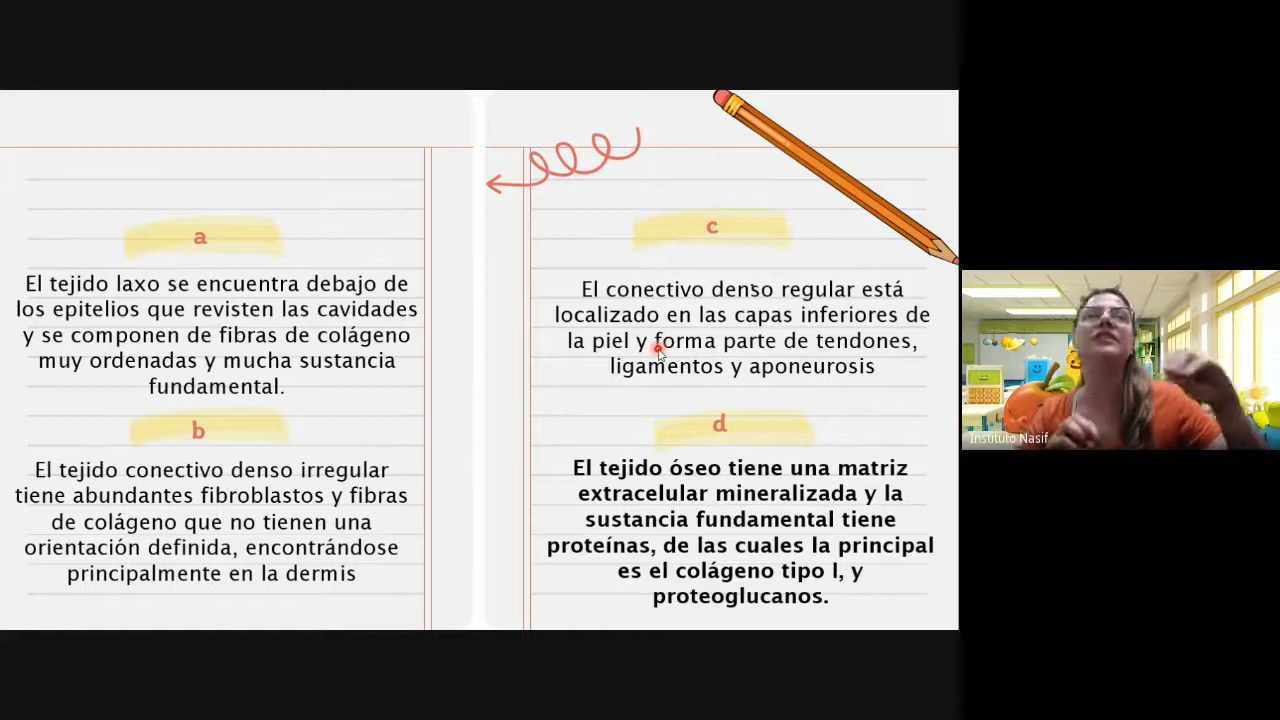 a
El tejido laxo se encuentra debajo de
los epitelios que revisten las cavidades
y se componen de fibras de colágeno
muy ordenadas y mucha sustancia
fundamental.
b
El tejido conectivo denso irregular
tiene abundantes fibroblastos y fibras
de colágeno que no tienen una
orientación definida, encontrándose
principalmente en la dermis
c
El conectivo denso regular está
localizado en las capas inferiores de
la piel y forma parte de tendones,
ligamentos y aponeurosis
d
El tejido óseo tiene una matriz
extracelular mineralizada y la
sustancia fundamental tiene
proteínas, de las cuales la principal
es el colágeno tipo I, y
proteoglucanos.
Instituto Nasif